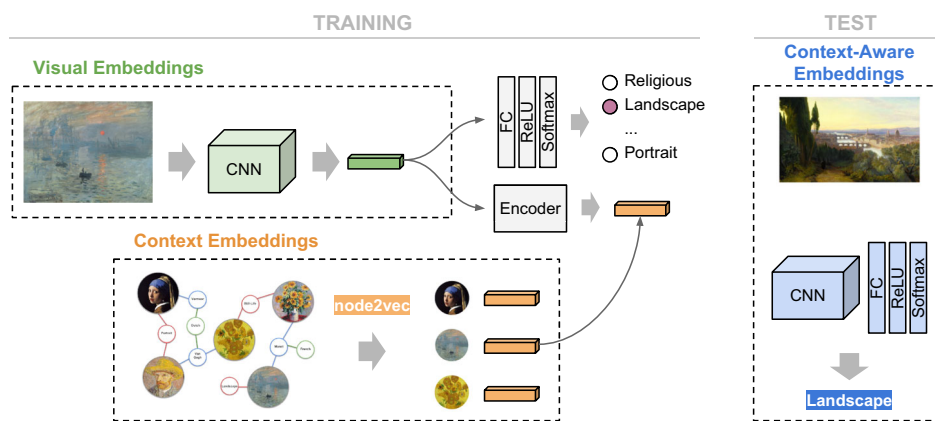 TRAINING
TEST
Visual Embeddings
Context-Aware
Embeddings
CNN
FC
ReLU
Softmax
Religious
Landscape
...
Portrait
Encoder
Context Embeddings
node2vec
CNN
FC
ReLU
Softmax
Landscape